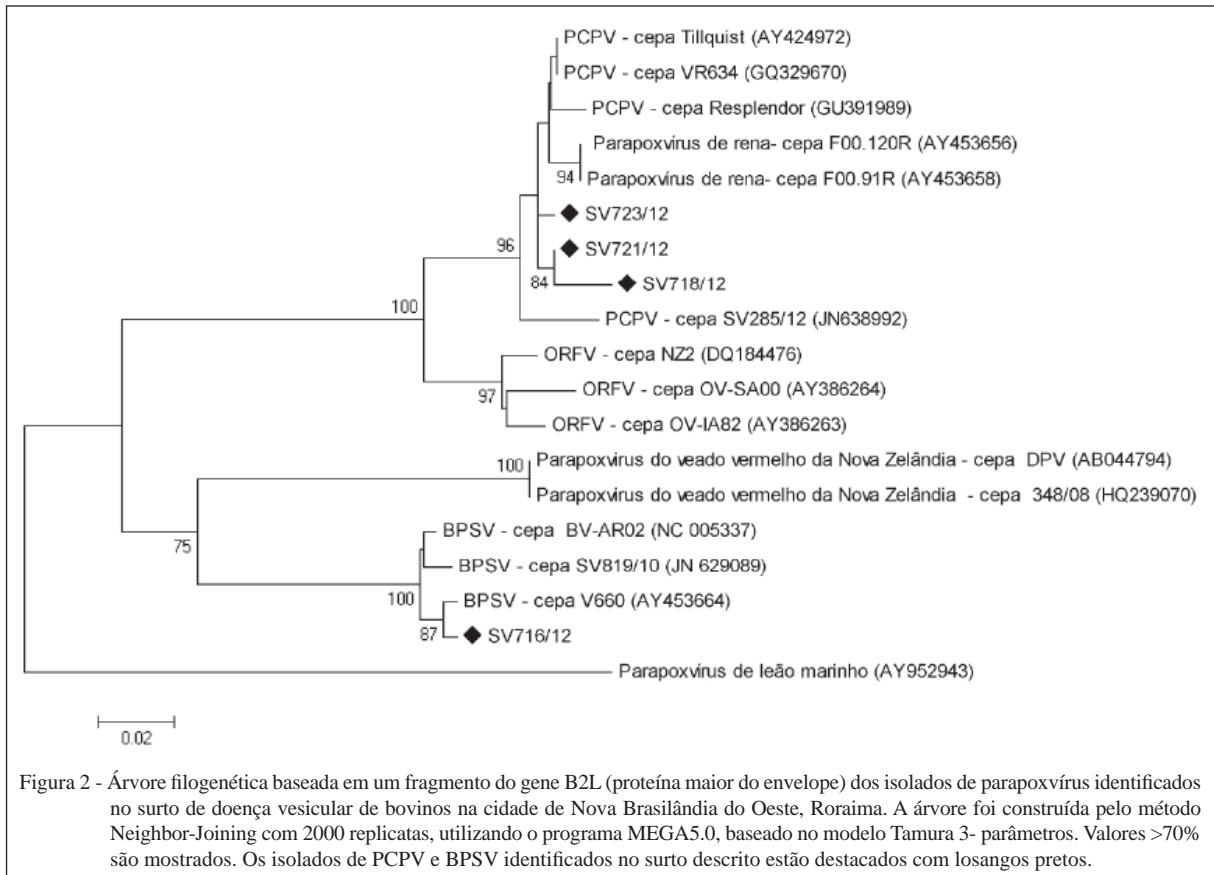 PCPV - cepa Tillquist (AY424972)
PCPV - cepa VR634 (GQ329670)
PCPV - cepa Resplendor (GU391989)
Parapoxvírus de rena- cepa F00.120R (AY453656)
94
Parapoxvírus de rena- cepa F00.91R (AY453658)
SV723/12
96
SV721/12
84
SV718/12
100
PCPV - cepa SV285/12 (JN638992)
ORFV - cepa NZ2 (DQ184476)
97
ORFV - cepa OV-SA00 (AY386264)
ORFV - cepa OV-IA82 (AY386263)
100
Parapoxvirus do veado vermelho da Nova Zelândia - cepa DPV (AB044794)
Parapoxvirus do veado vermelho da Nova Zelândia - cepa 348/08 (HQ239070)
BPSV - cepa BV-AR02 (NC 005337)
75
BPSV - cepa SV819/10 (JN 629089)
100
BPSV - cepa V660 (AY453664)
87
SV716/12
Parapoxvírus de leão marinho (AY952943)
0.02
Figura 2 - Árvore filogenética baseada em um fragmento do gene B2L (proteína maior do envelope) dos isolados de parapoxvírus identificados
no surto de doença vesicular de bovinos na cidade de Nova Brasilândia do Oeste, Roraima. A árvore foi construída pelo método
Neighbor-Joining com 2000 replicatas, utilizando o programa MEGA5.0, baseado no modelo Tamura 3- parâmetros. Valores >70%
são mostrados. Os isolados de PCPV e BPSV identificados no surto descrito estão destacados com losangos pretos.